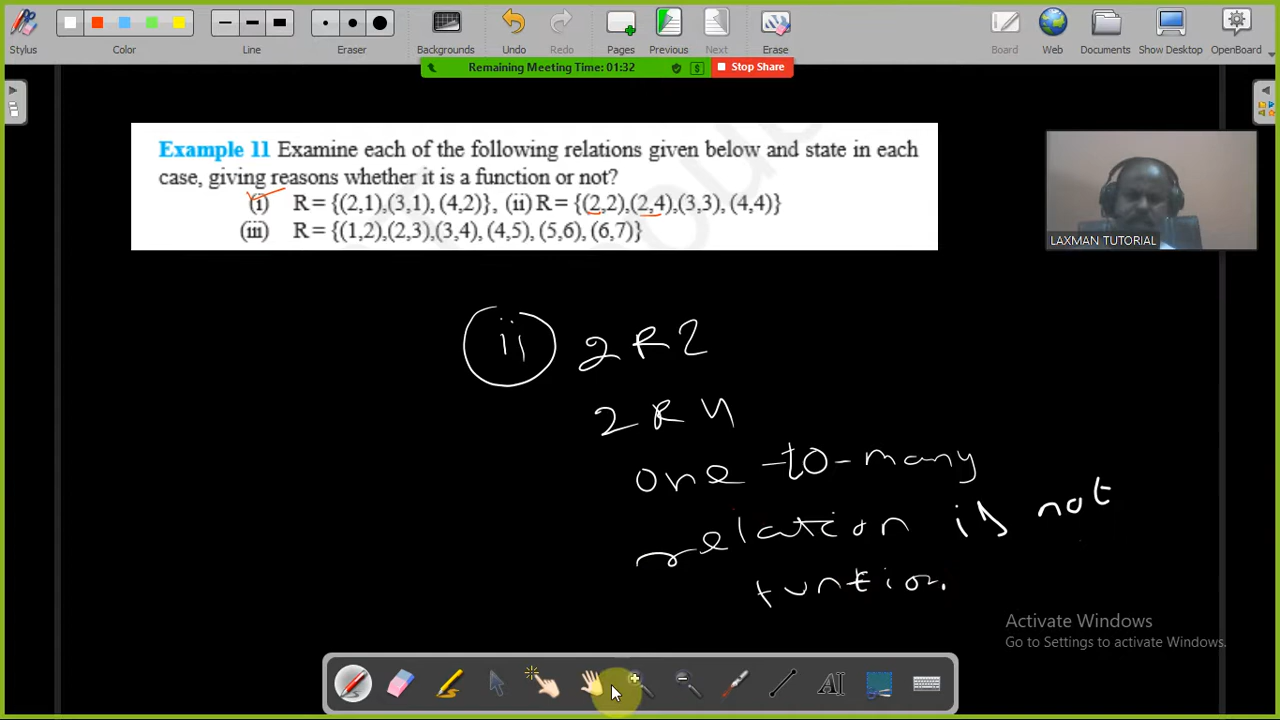 Stylus Color Line Eraser Backgrounds Undo Redo Pages Previous Next Erase Board Web Documents Show Desktop OpenBoard
Remaining Meeting Time: 01:32 Stop Share
Example 11 Examine each of the following relations given below and state in each
case, giving reasons whether it is a function or not?
(i) R = {(2,1),(3,1), (4,2)}, (ii) R = {(2,2),(2,4),(3,3), (4,4)}
(iii) R = {(1,2),(2,3),(3,4), (4,5), (5,6), (6,7)}
LAXMAN TUTORIAL
(ii) 2 R 2
2 R 4
one-to-many
relation is not
funtion.
Activate Windows
Go to Settings to activate Windows.